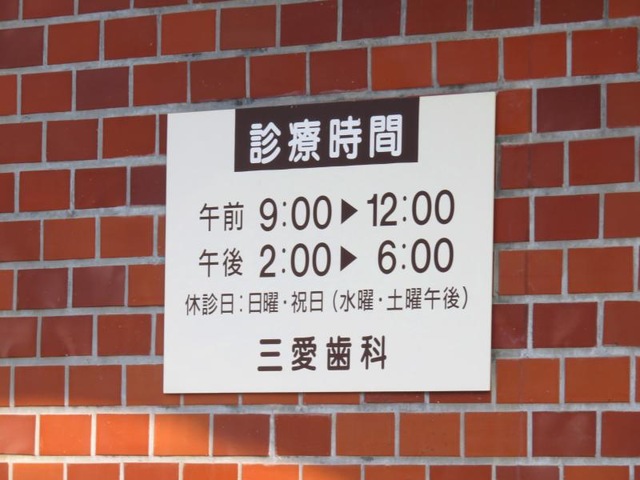 診療時間
午前 9:00▶12:00
午後 2:00▶ 6:00
休診日:日曜・祝日(水曜・土曜午後)
三愛歯科